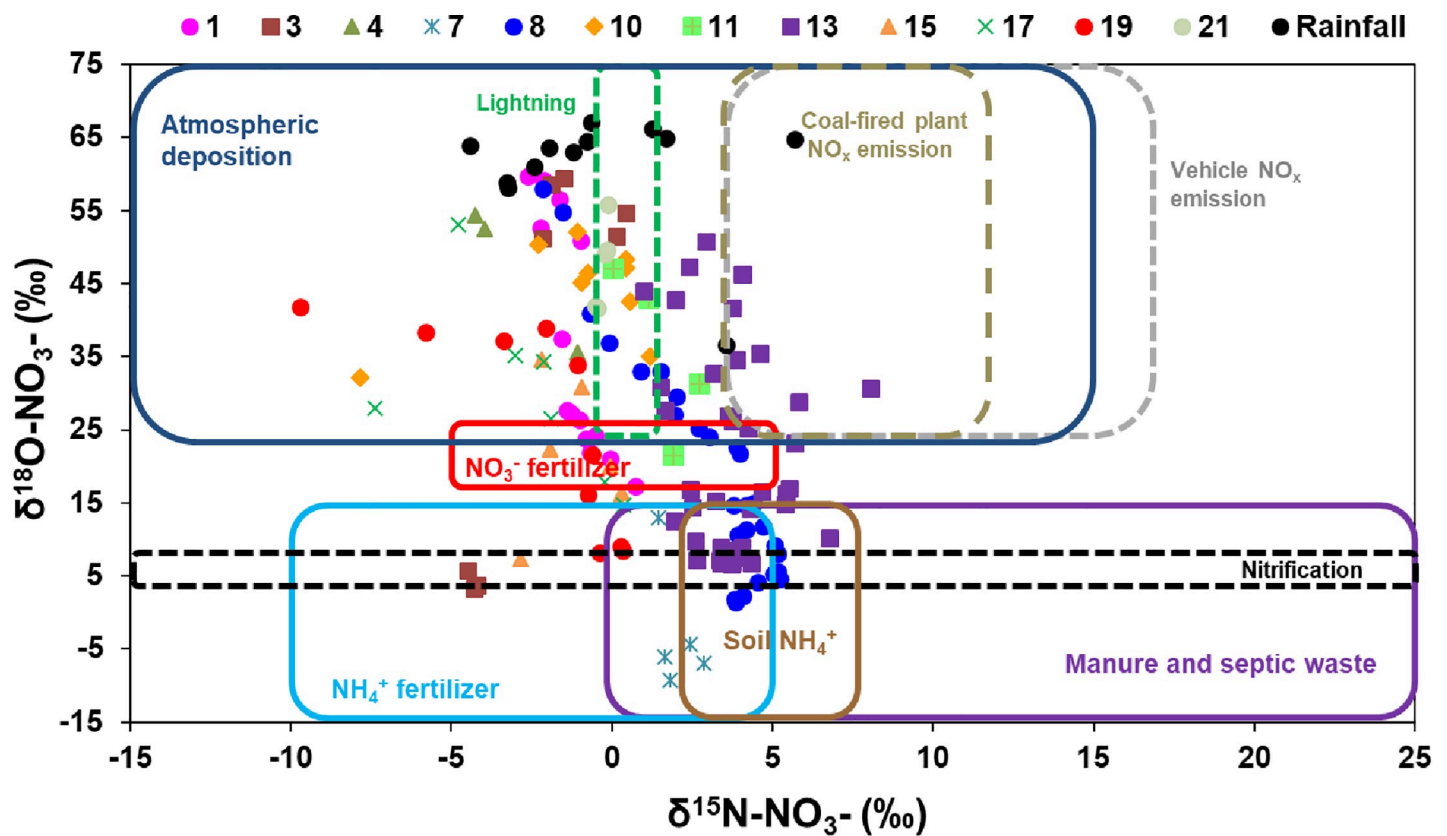 1 3 4 7 8 10 11 13 15 17 19 21 Rainfall
75
65
55
45
35
25
15
5
-5
-15
δ¹⁸O-NO₃- (‰)
Atmospheric
deposition
Lightning
Coal-fired plant
NOₓ emission
Vehicle NOₓ
emission
NO₃⁻ fertilizer
Nitrification
Soil NH₄⁺
Manure and septic waste
NH₄⁺ fertilizer
-15 -10 -5 0 5 10 15 20 25
δ¹⁵N-NO₃- (‰)